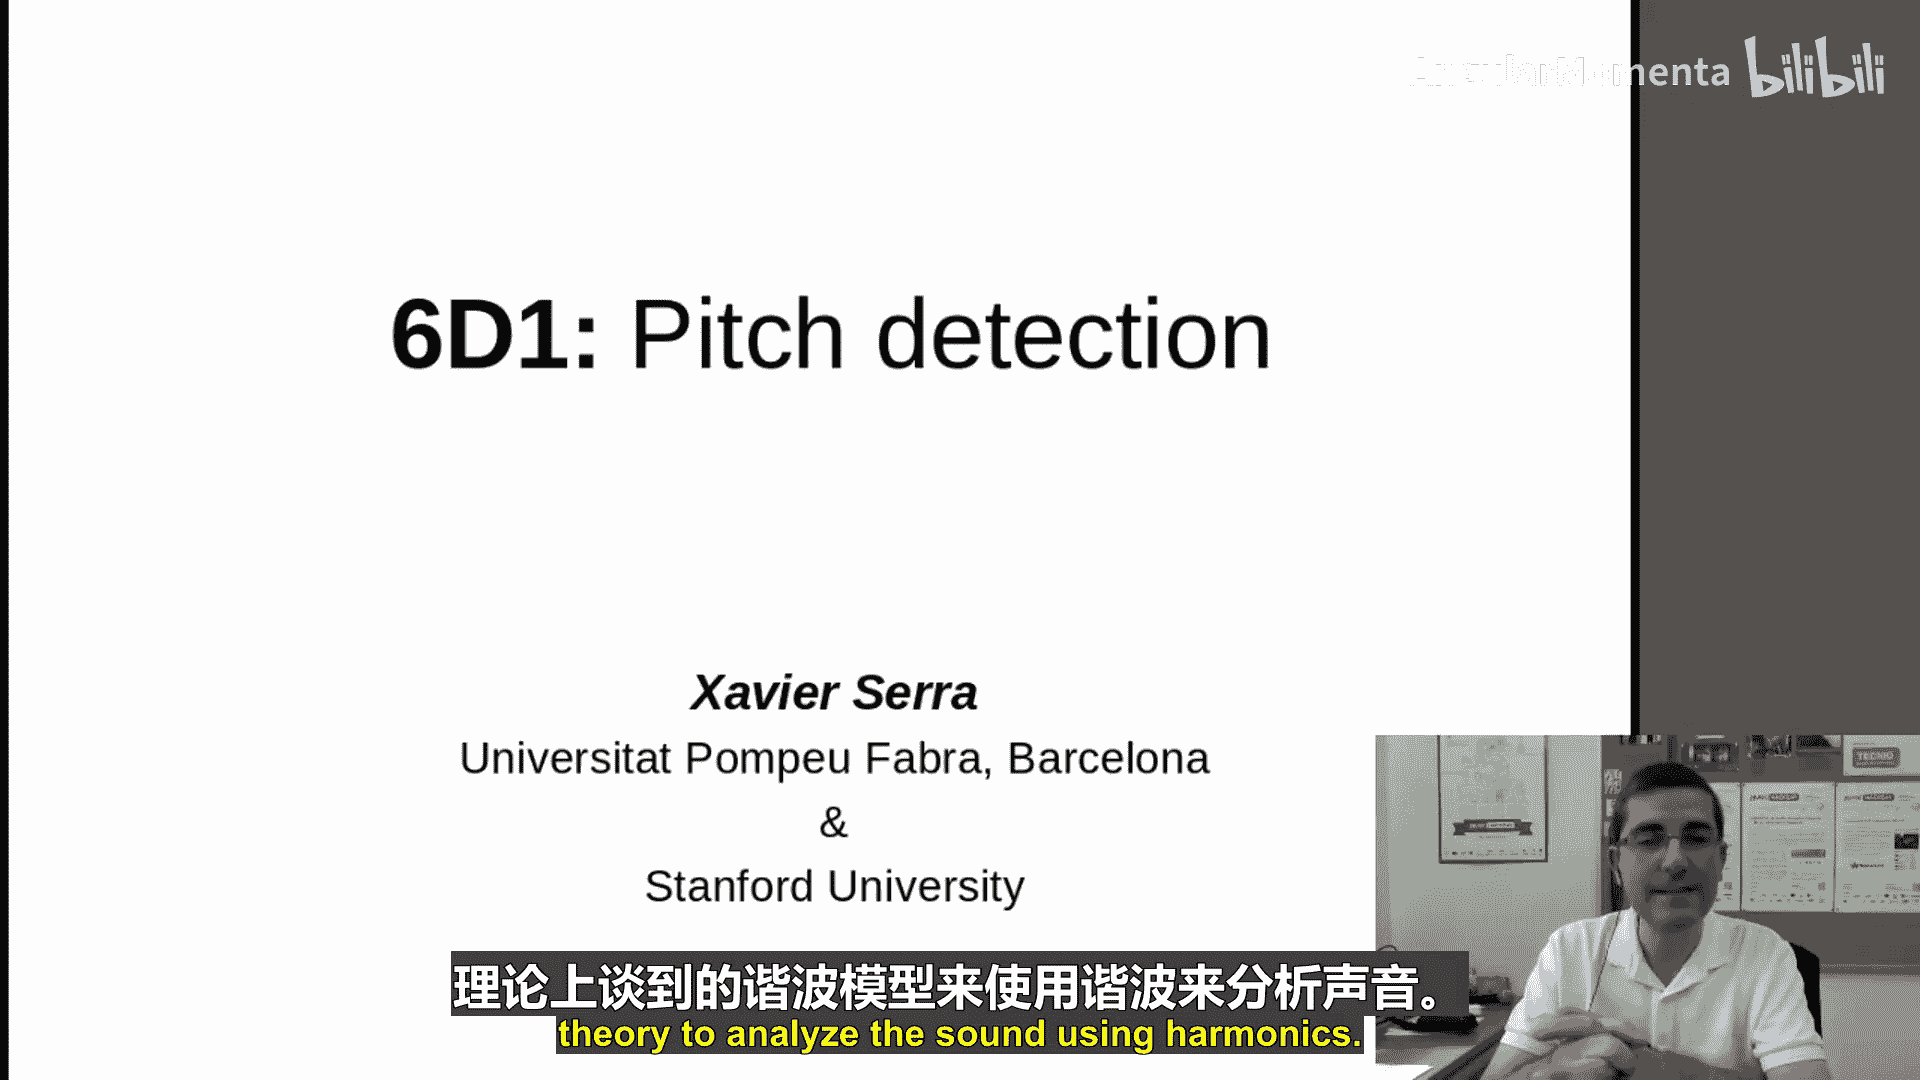 menta bilibili
6D1: Pitch detection
Xavier Serra
Universitat Pompeu Fabra, Barcelona
&
Stanford University
理论上谈到的谐波模型来使用谐波来分析声音。
theory to analyze the sound using harmonics.